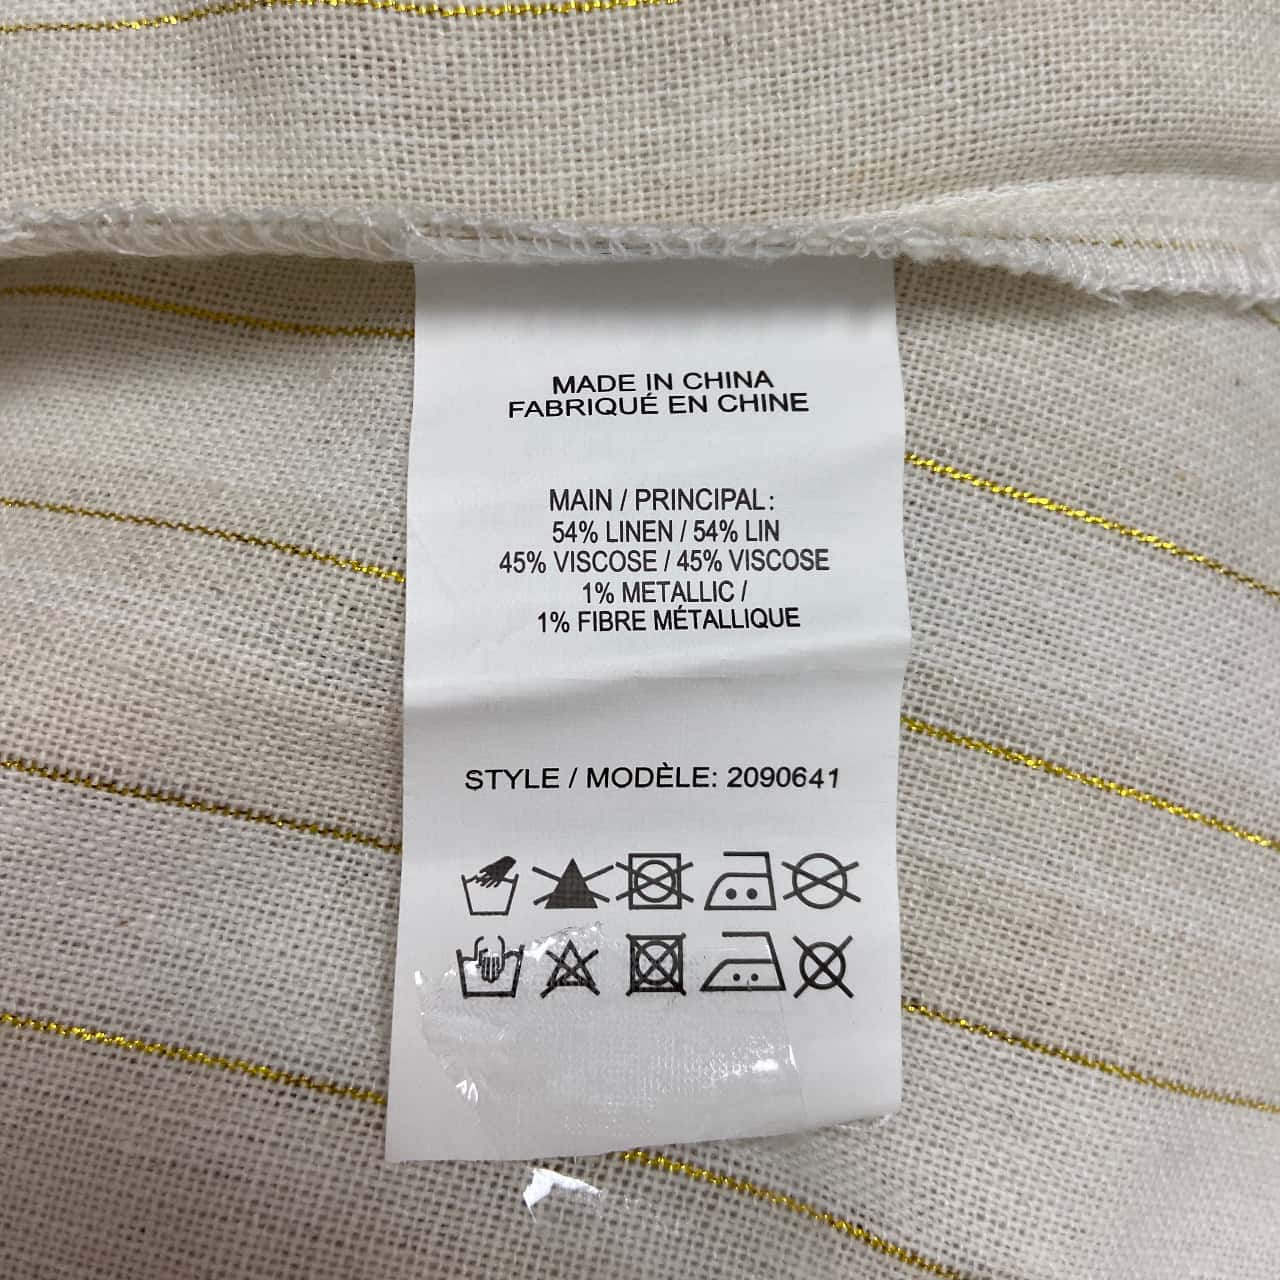 MADE IN CHINA
FABRIQUÉ EN CHINE
MAIN / PRINCIPAL :
54% LINEN / 54% LIN
45% VISCOSE / 45% VISCOSE
1% METALLIC /
1% FIBRE MÉTALLIQUE
STYLE / MODÈLE: 2090641